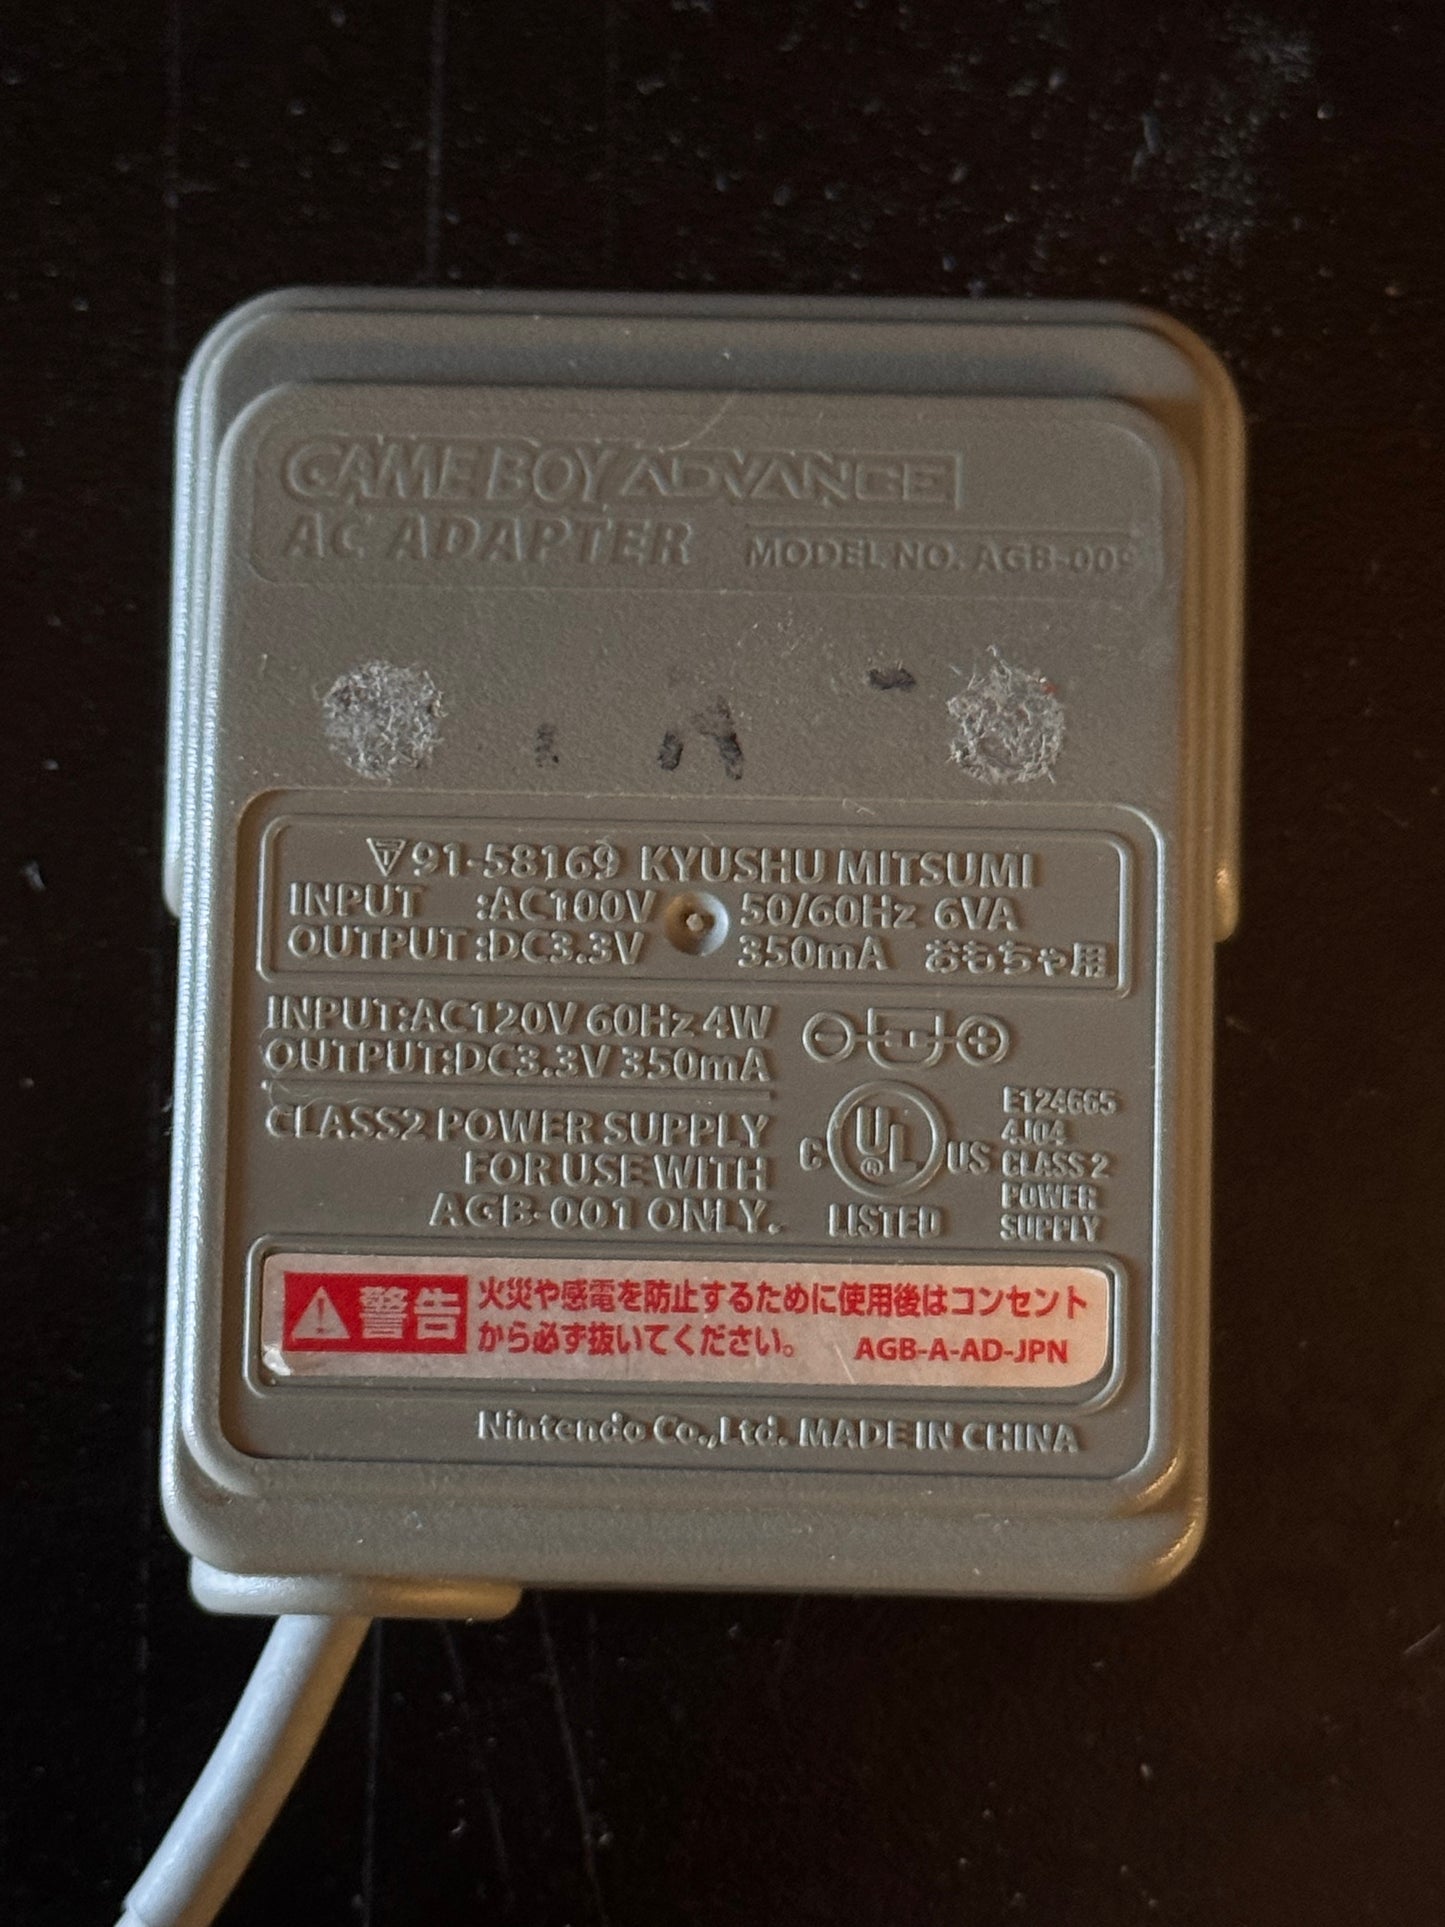 GAME BOY ADVANCE
AC ADAPTER MODEL NO. AGB-009
91-58169 KYUSHU MITSUMI
INPUT :AC100V 50/60Hz 6VA
OUTPUT :DC3.3V 350mA おもちゃ用
INPUT:AC120V 60Hz 4W
OUTPUT:DC3.3V 350mA
CLASS2 POWER SUPPLY
FOR USE WITH
AGB-001 ONLY.
C UL® US
LISTED
E124665
4J04
CLASS 2
POWER
SUPPLY
警告 火災や感電を防止するために使用後はコンセント
から必ず抜いてください。 AGB-A-AD-JPN
Nintendo Co.,Ltd. MADE IN CHINA